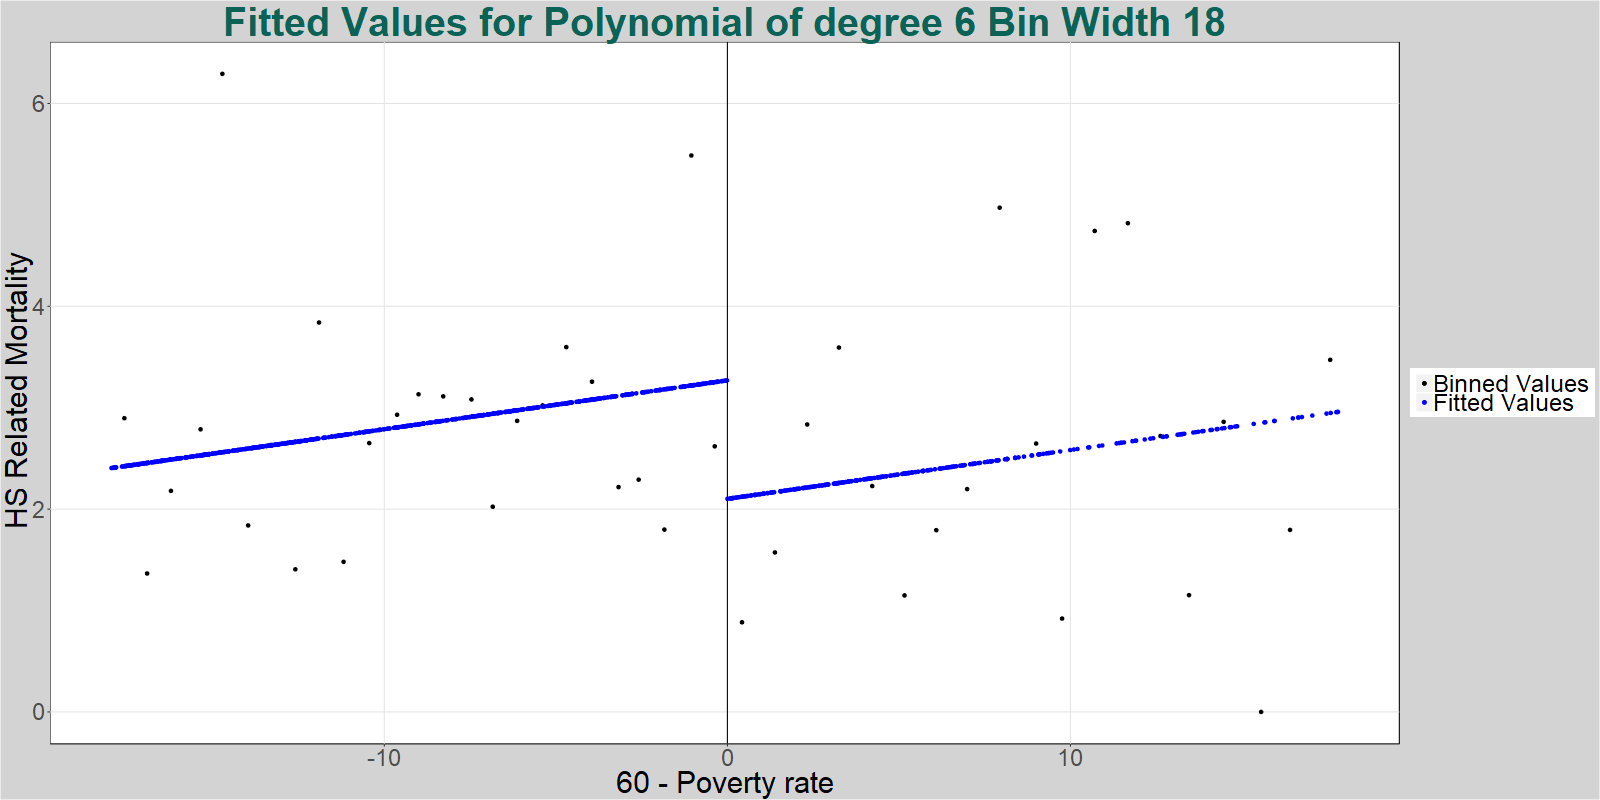 Fitted Values for Polynomial of degree 6 Bin Width 18
HS Related Mortality
6
4
2
0
-10
0
10
60 - Poverty rate
Binned Values
Fitted Values